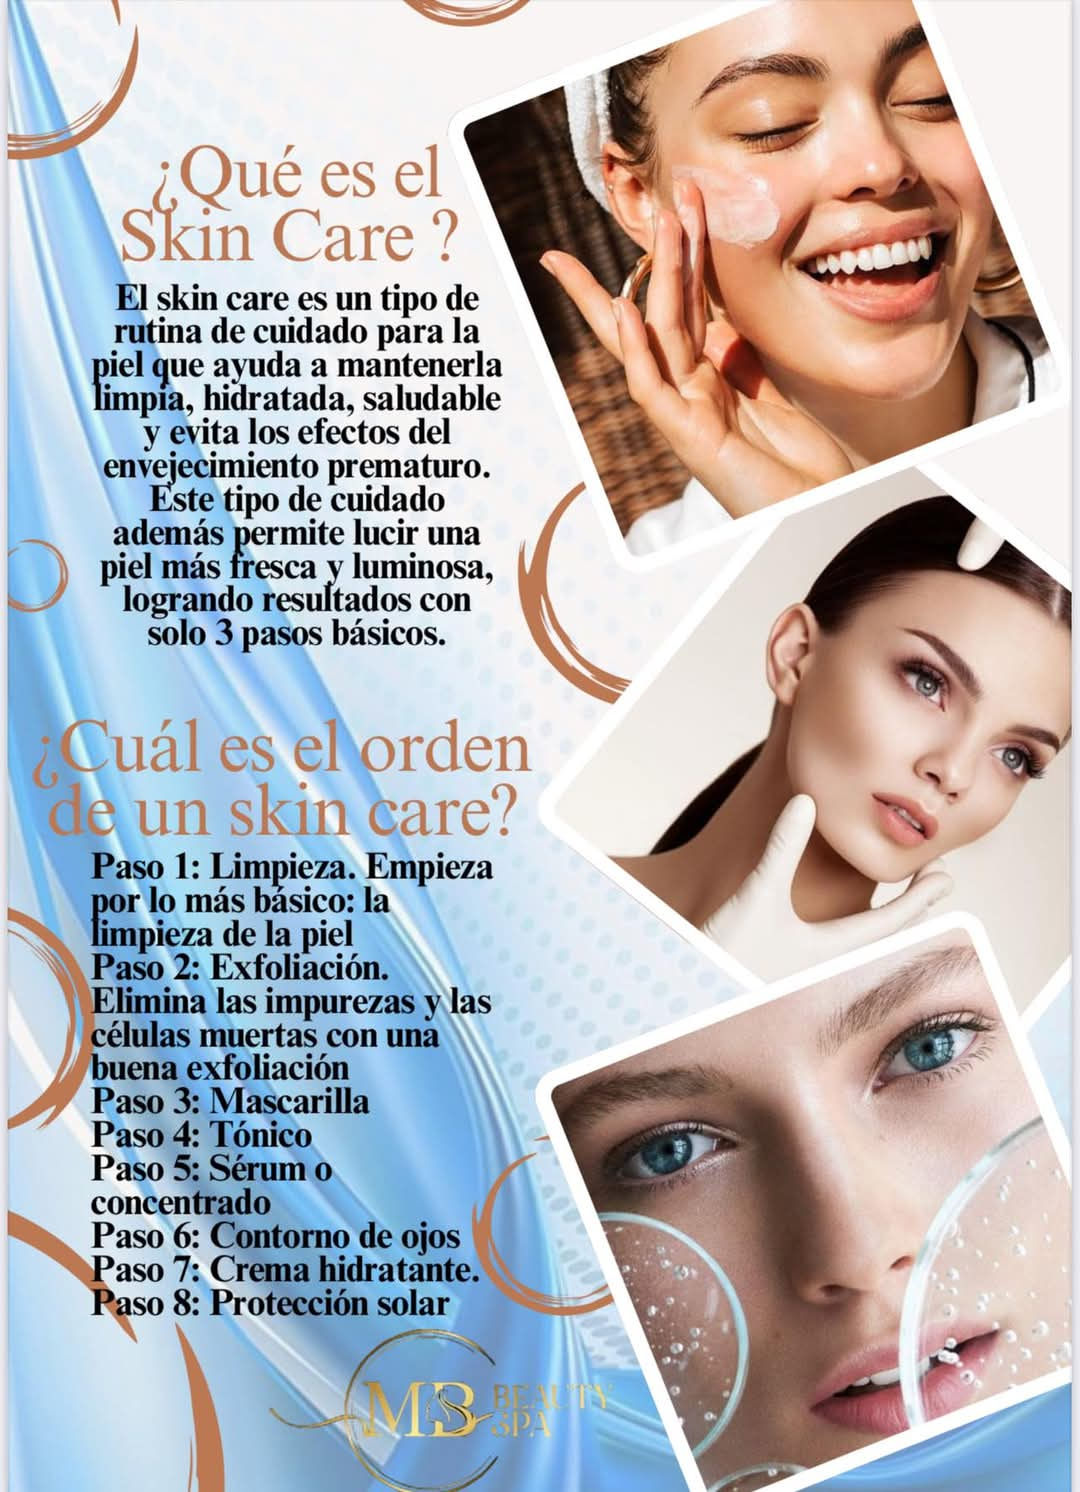 ¿Qué es el
Skin Care ?
El skin care es un tipo de
rutina de cuidado para la
piel que ayuda a mantenerla
limpia, hidratada, saludable
y evita los efectos del
envejecimiento prematuro.
Este tipo de cuidado
además permite lucir una
piel más fresca y luminosa,
logrando resultados con
solo 3 pasos básicos.
¿Cuál es el orden
de un skin care?
Paso 1: Limpieza. Empieza
por lo más básico: la
limpieza de la piel
Paso 2: Exfoliación.
Elimina las impurezas y las
células muertas con una
buena exfoliación
Paso 3: Mascarilla
Paso 4: Tónico
Paso 5: Sérum o
concentrado
Paso 6: Contorno de ojos
Paso 7: Crema hidratante.
Paso 8: Protección solar
MB BEAUTY
SPA